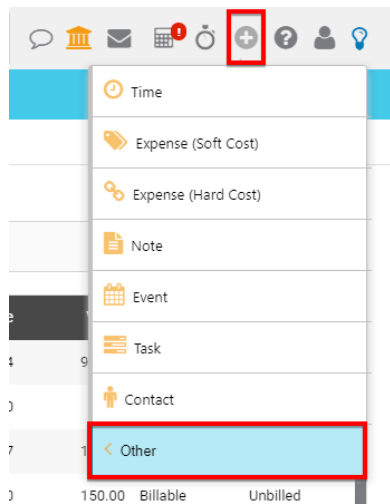 Time
Expense (Soft Cost)
Expense (Hard Cost)
Note
Event
Task
Contact
Other
150.00 Billable Unbilled